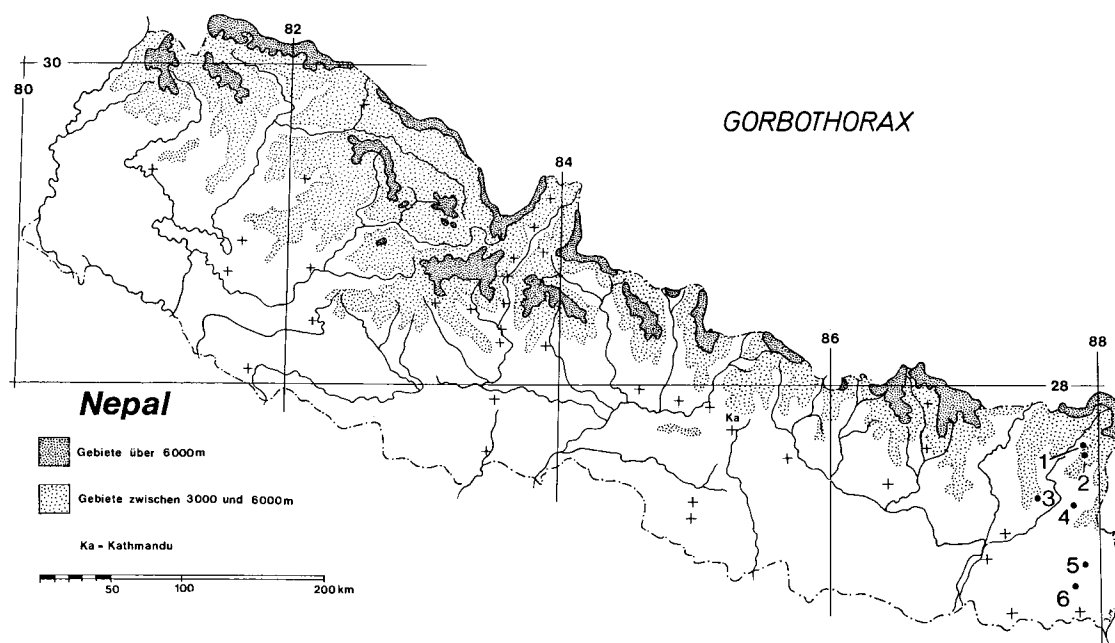 82
30
80
GORBOTHORAX
84
86
88
28
Nepal
Ka
Gebiete über 6000m
1
2
Gebiete zwischen 3000 und 6000m
3
4
Ka - Kathmandu
5
50 100 200 km
6